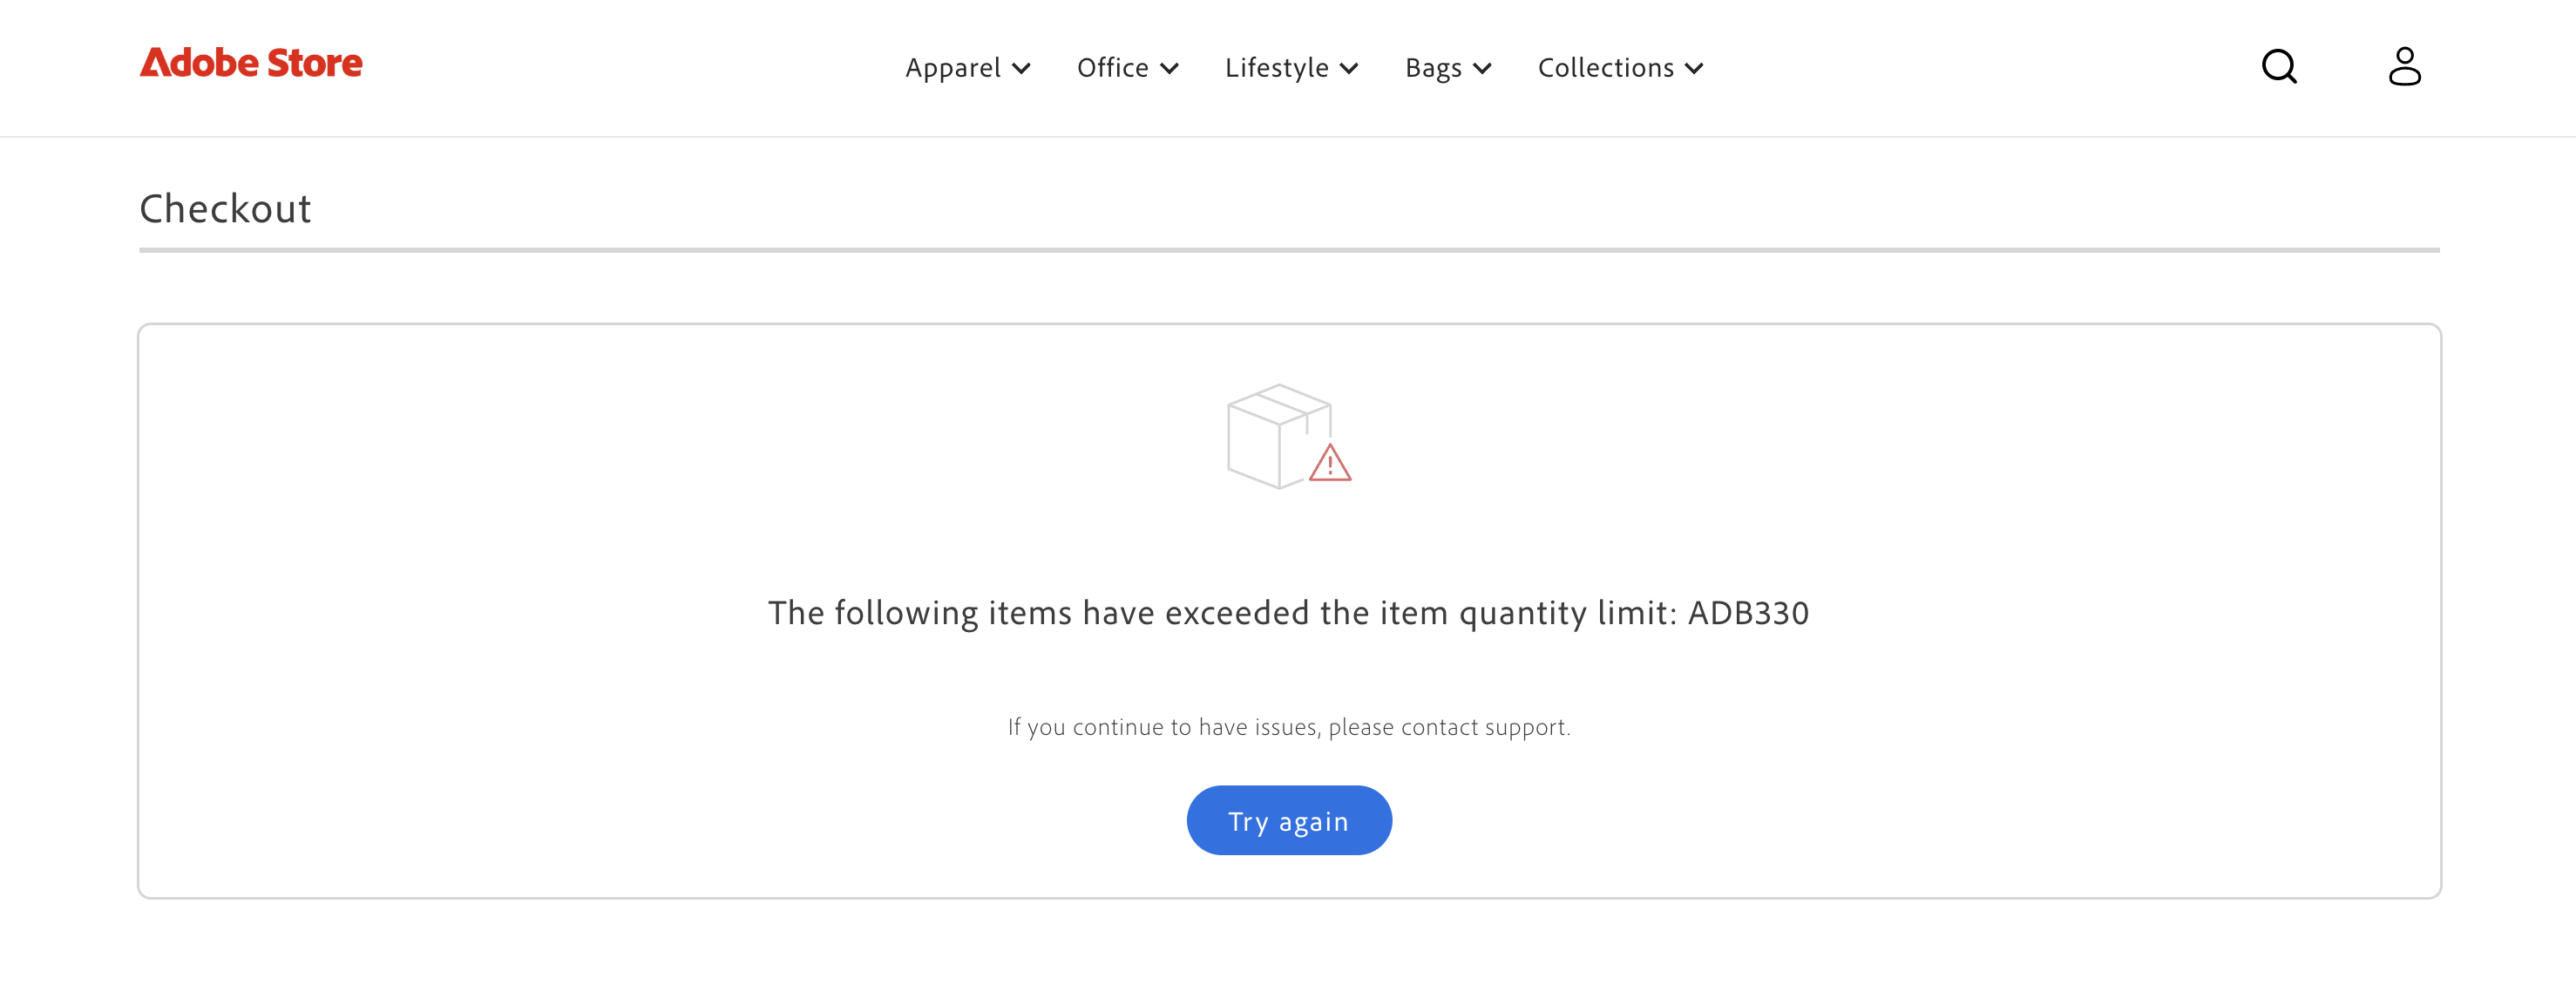 Adobe Store
Apparel Office Lifestyle Bags Collections
Checkout
The following items have exceeded the item quantity limit: ADB330
If you continue to have issues, please contact support.
Try again